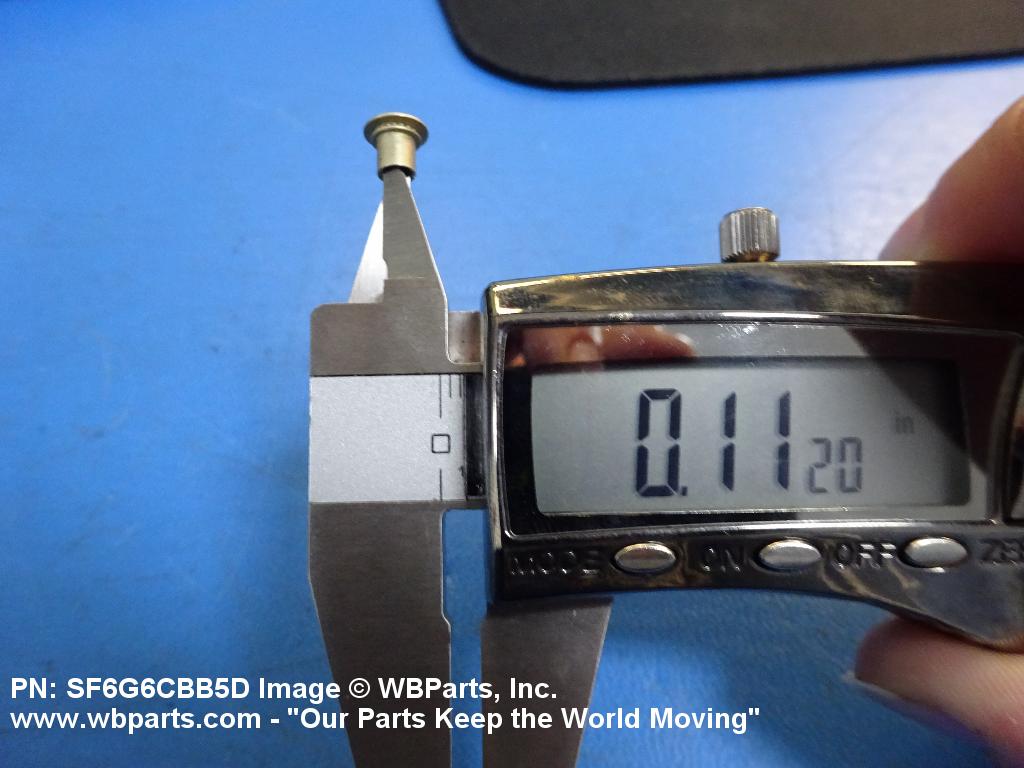 0.1120 in
MODE ON OFF
PN: SF6G6CBB5D Image © WBParts, Inc.
www.wbparts.com - "Our Parts Keep the World Moving"